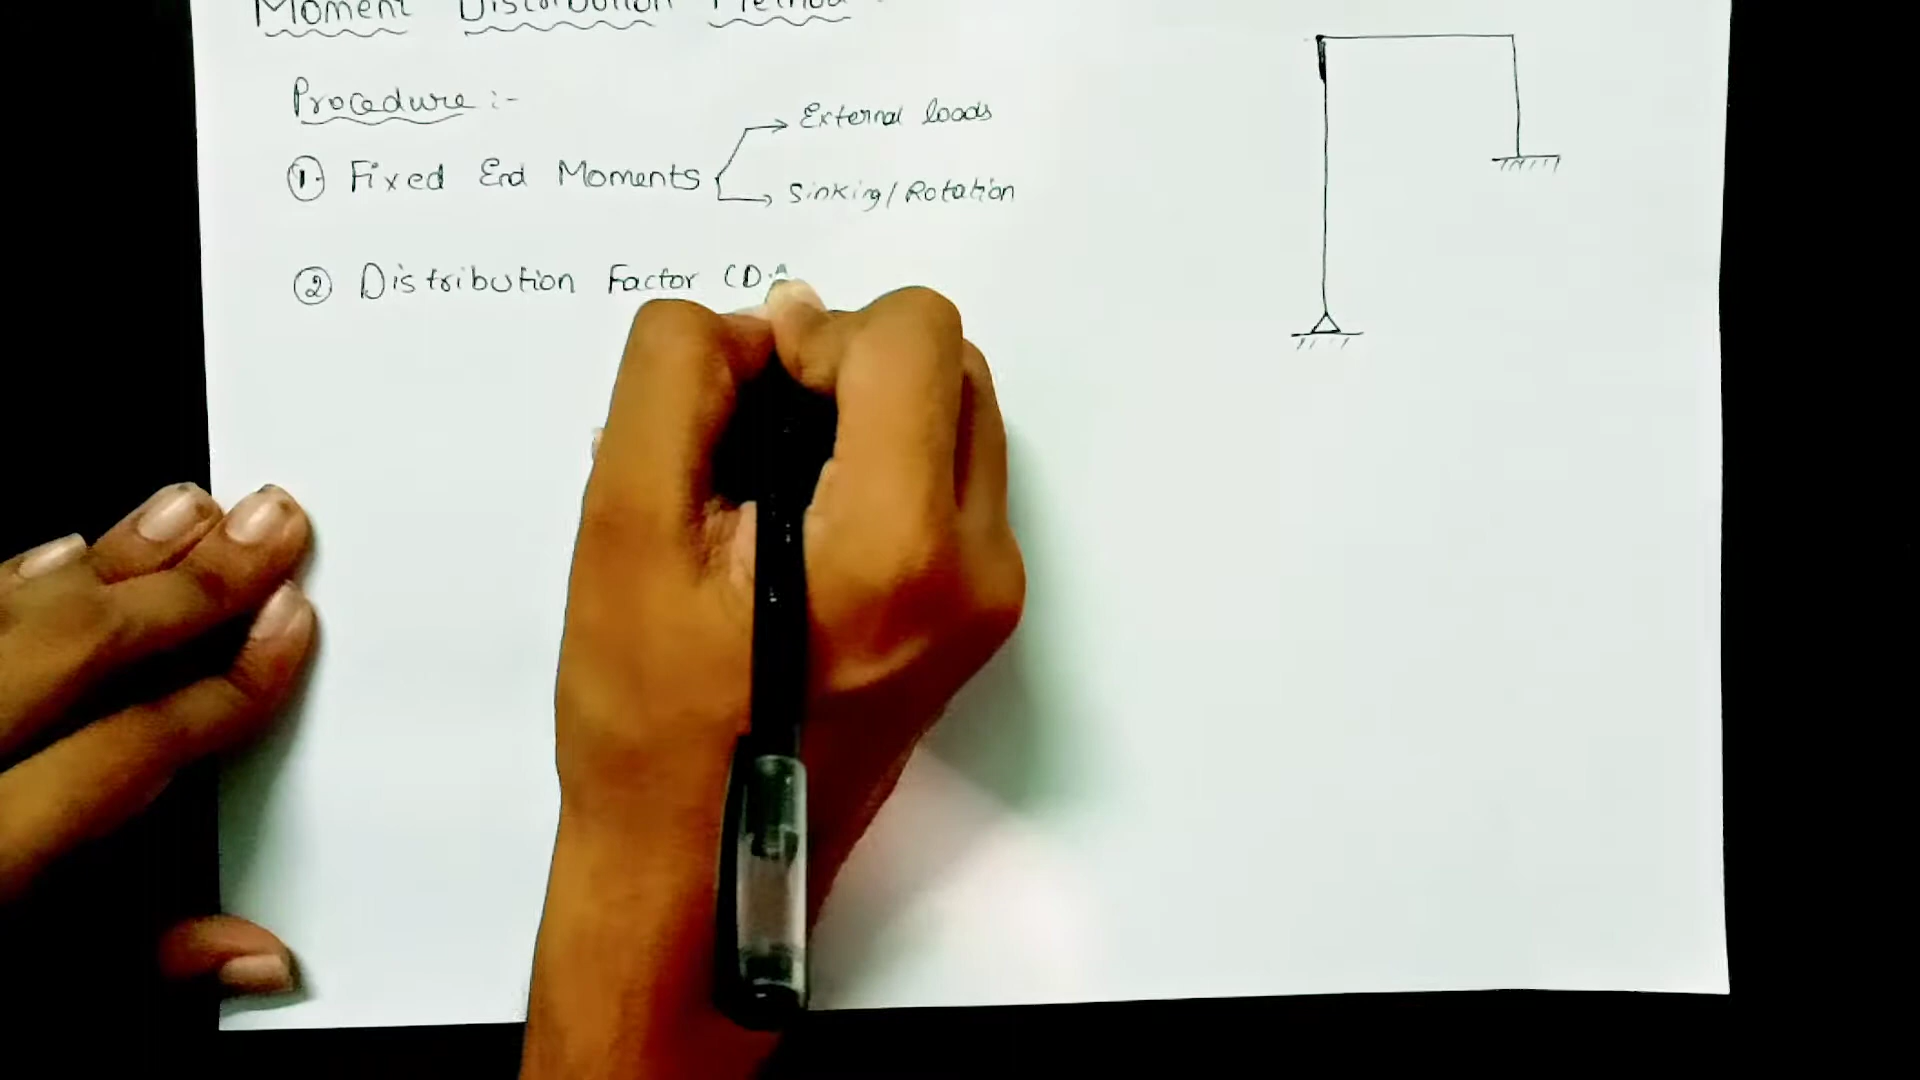 Moment Distribution Method
Procedure :-
① Fixed End Moments
External loads
Sinking/Rotation
② Distribution Factor (D.